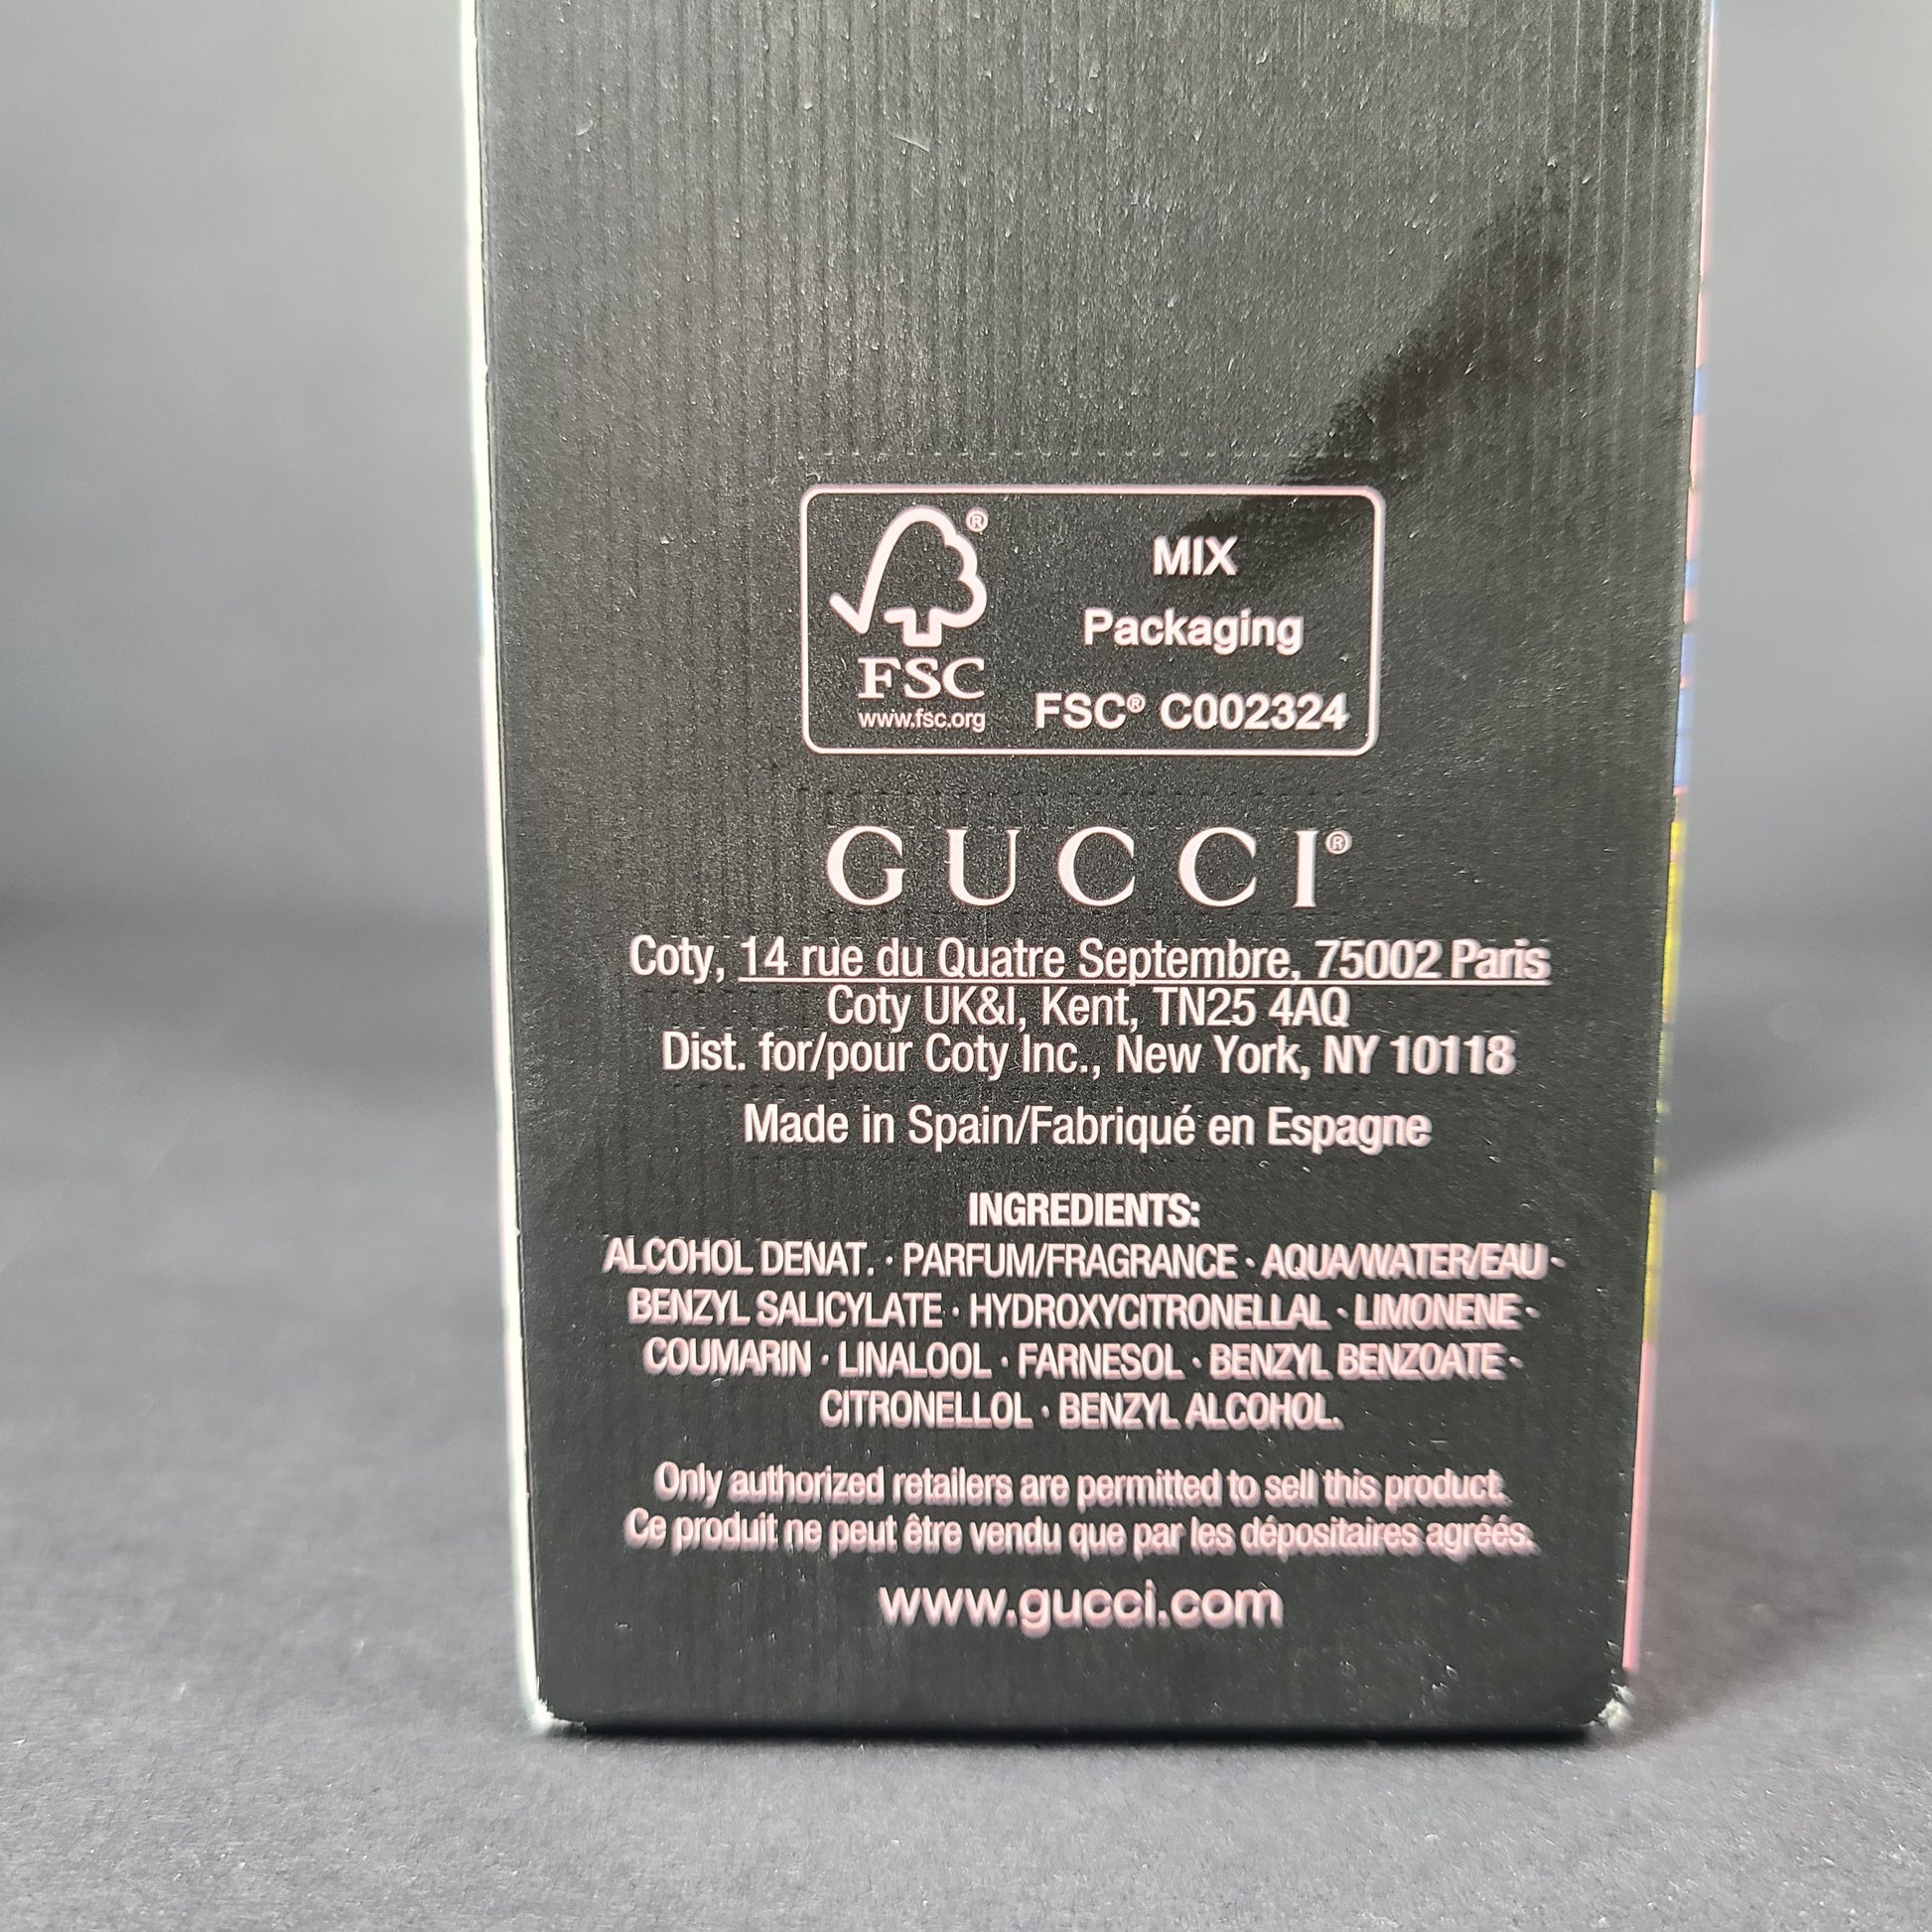 ®
MIX
Packaging
FSC
www.fsc.org
FSC® C002324
GUCCI®
Coty, 14 rue du Quatre Septembre, 75002 Paris
Coty UK&I, Kent, TN25 4AQ
Dist. for/pour Coty Inc., New York, NY 10118
Made in Spain/Fabriqué en Espagne
INGREDIENTS:
ALCOHOL DENAT. · PARFUM/FRAGRANCE · AQUA/WATER/EAU ·
BENZYL SALICYLATE · HYDROXYCITRONELLAL · LIMONENE ·
COUMARIN · LINALOOL · FARNESOL · BENZYL BENZOATE ·
CITRONELLOL · BENZYL ALCOHOL.
Only authorized retailers are permitted to sell this product.
Ce produit ne peut être vendu que par les dépositaires agréés.
www.gucci.com